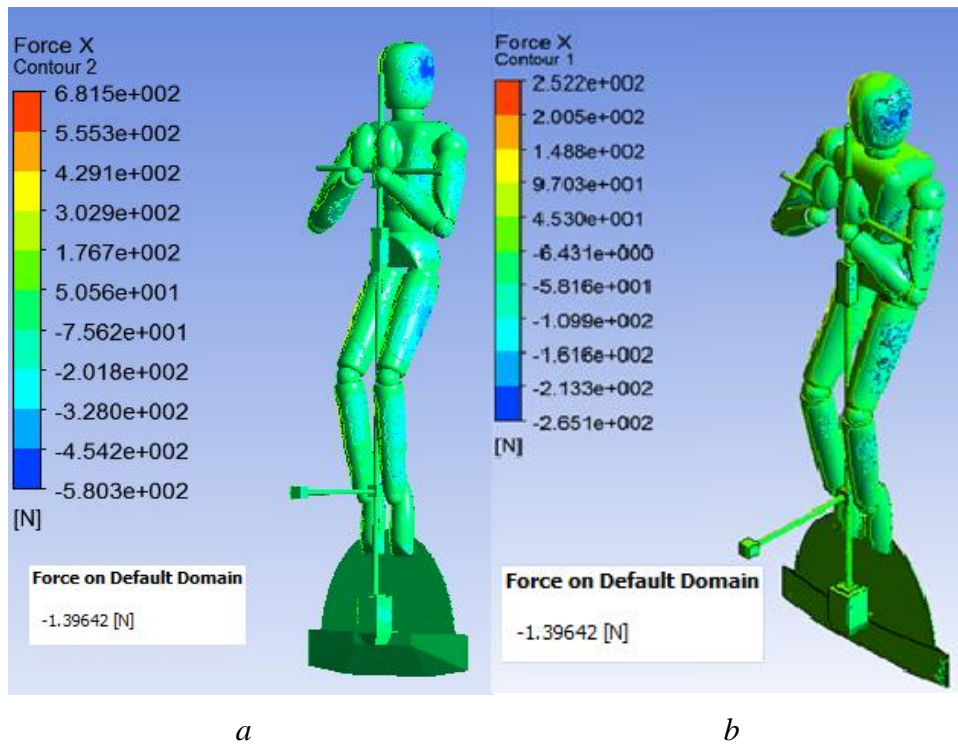 Force X
Contour 2
6.815e+002
5.553e+002
4.291e+002
3.029e+002
1.767e+002
5.056e+001
-7.562e+001
-2.018e+002
-3.280e+002
-4.542e+002
-5.803e+002
[N]
Force on Default Domain
-1.39642 [N]
Force X
Contour 1
2.522e+002
2.005e+002
1.488e+002
9.703e+001
4.530e+001
-6.431e+000
-5.816e+001
-1.099e+002
-1.616e+002
-2.133e+002
-2.651e+002
[N]
Force on Default Domain
-1.39642 [N]
a
b